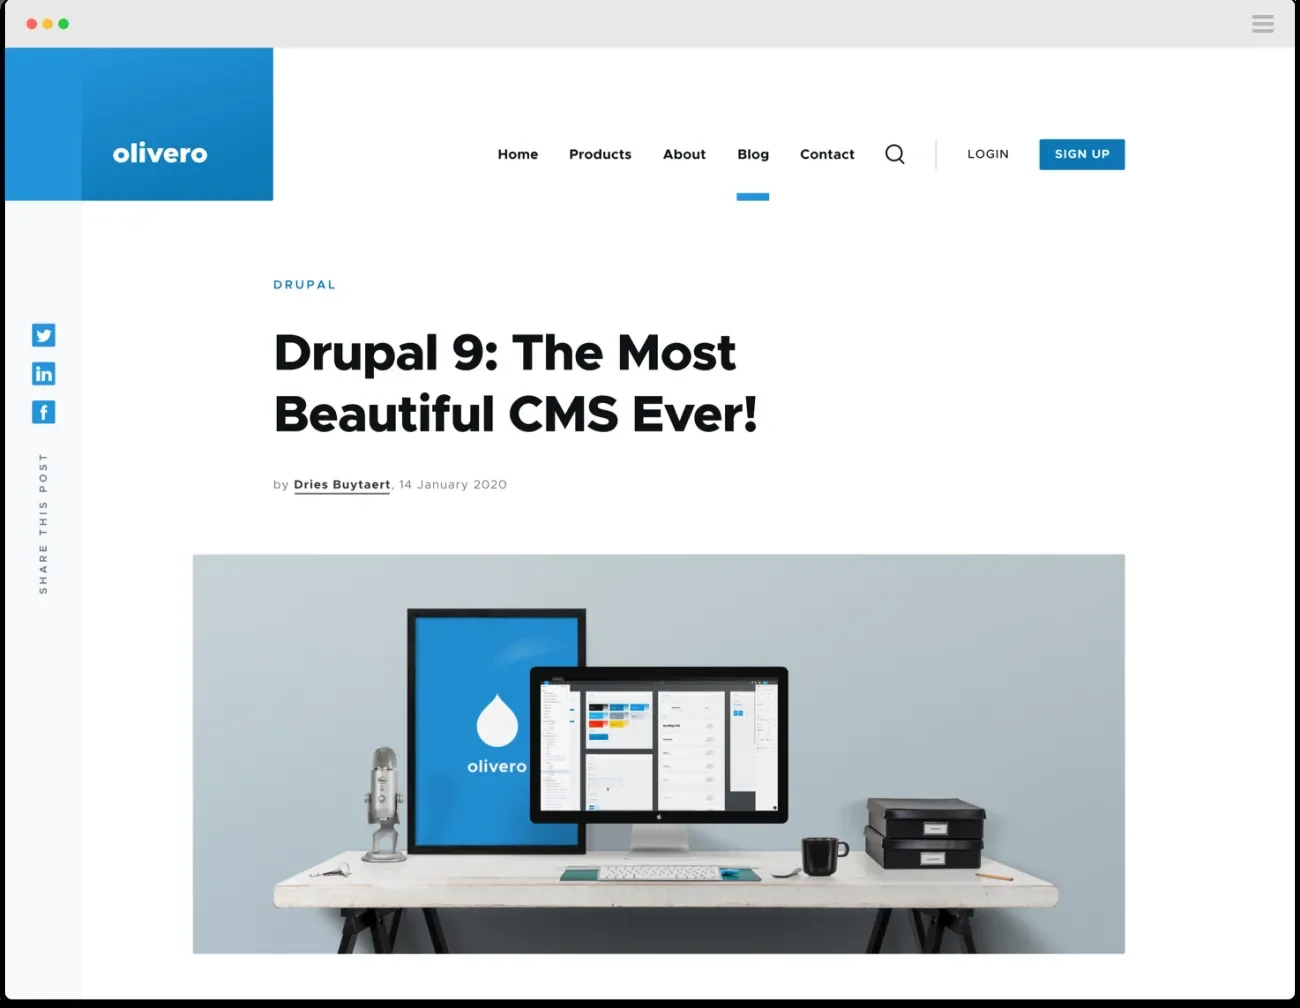 olivero
Home Products About Blog Contact LOGIN SIGN UP
DRUPAL
Drupal 9: The Most
Beautiful CMS Ever!
by Dries Buytaert, 14 January 2020
SHARE THIS POST
olivero